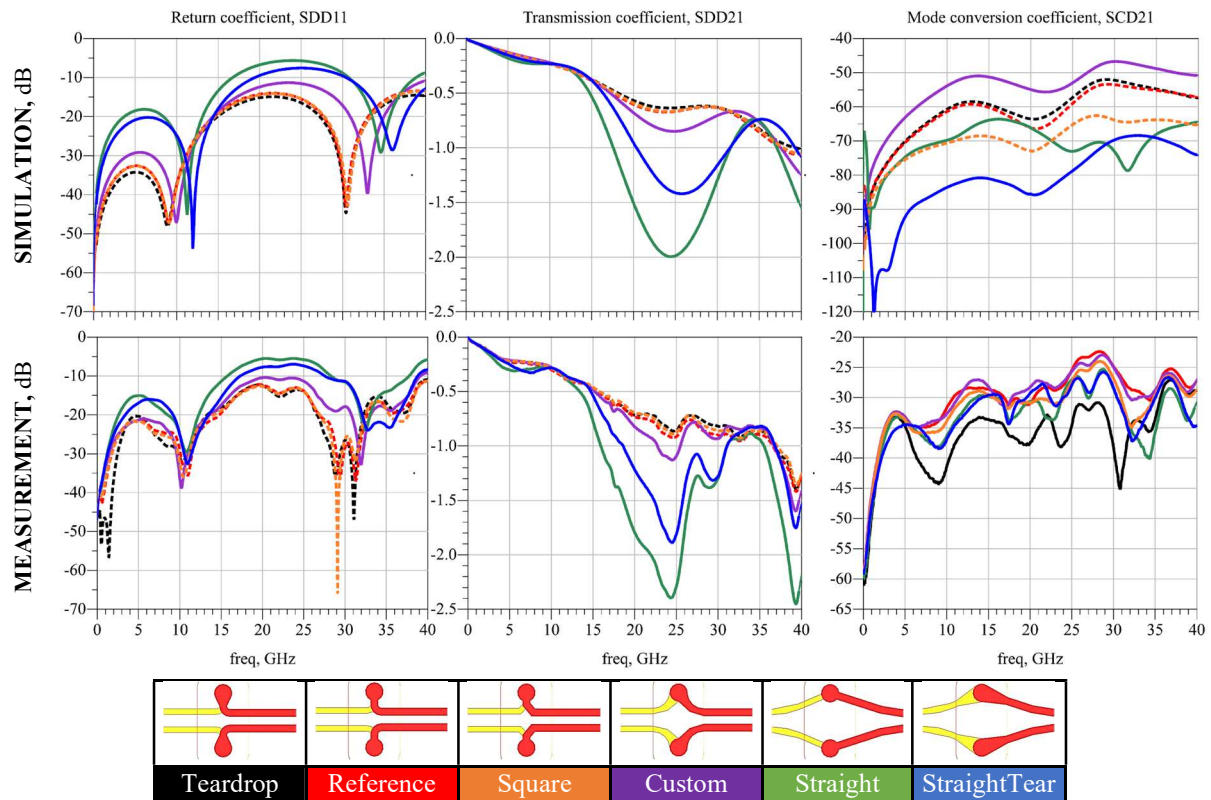 Return coefficient, SDD11
Transmission coefficient, SDD21
Mode conversion coefficient, SCD21
SIMULATION, dB
0
-10
-20
-30
-40
-50
-60
-70
0.0
-0.5
-1.0
-1.5
-2.0
-2.5
-40
-50
-60
-70
-80
-90
-100
-110
-120
MEASUREMENT, dB
0
-10
-20
-30
-40
-50
-60
-70
0.0
-0.5
-1.0
-1.5
-2.0
-2.5
-20
-25
-30
-35
-40
-45
-50
-55
-60
-65
0 5 10 15 20 25 30 35 40
0 5 10 15 20 25 30 35 40
0 5 10 15 20 25 30 35 40
freq, GHz
freq, GHz
freq, GHz
Teardrop
Reference
Square
Custom
Straight
StraightTear